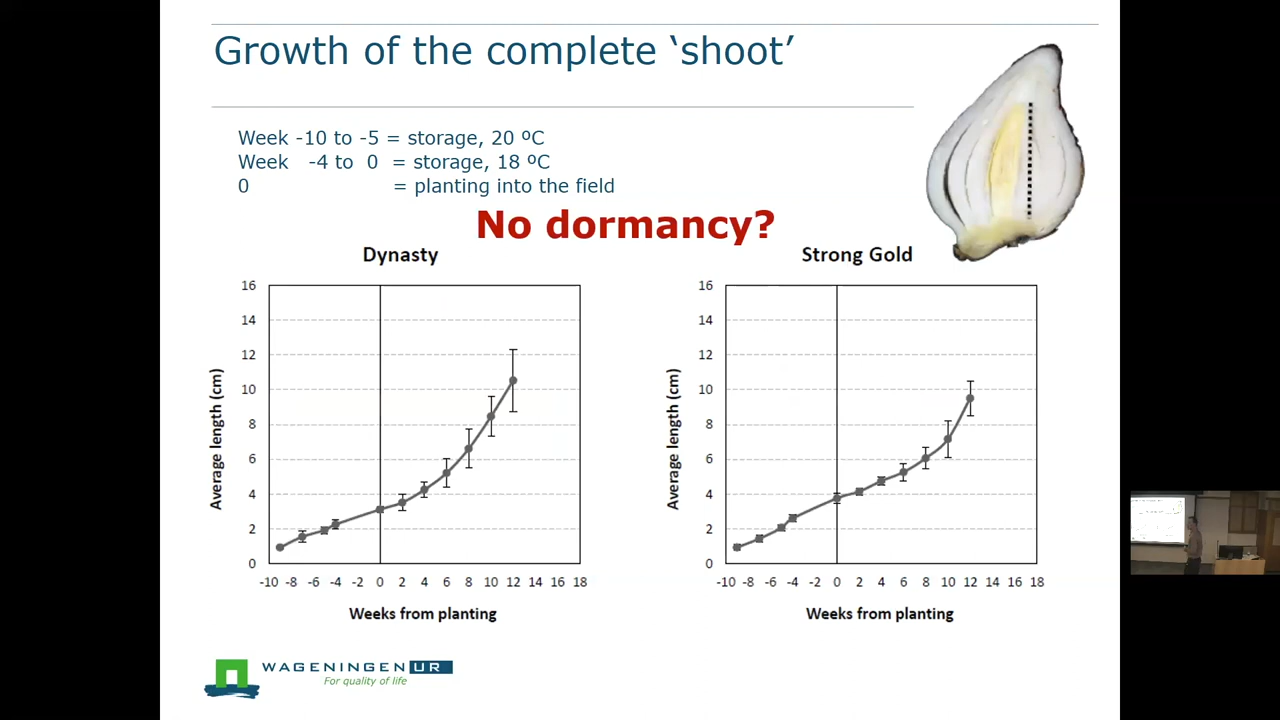 Growth of the complete ‘shoot’
Week -10 to -5 = storage, 20 ºC
Week -4 to 0 = storage, 18 ºC
0 = planting into the field
No dormancy?
Dynasty
16
14
12
10
8
6
4
2
0
Average length (cm)
-10 -8 -6 -4 -2 0 2 4 6 8 10 12 14 16 18
Weeks from planting
Strong Gold
16
14
12
10
8
6
4
2
0
Average length (cm)
-10 -8 -6 -4 -2 0 2 4 6 8 10 12 14 16 18
Weeks from planting
WAGENINGEN UR
For quality of life